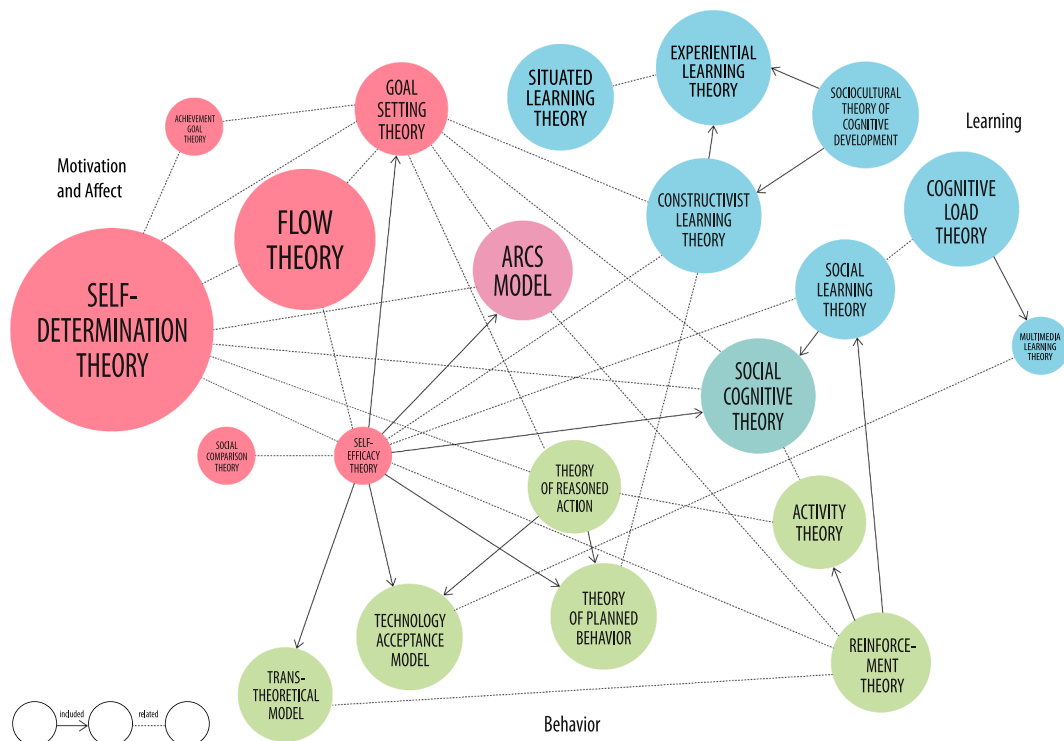 EXPERIENTIAL
LEARNING
THEORY
SITUATED
LEARNING
THEORY
GOAL
SETTING
THEORY
SOCIOCULTURAL
THEORY OF
COGNITIVE
DEVELOPMENT
Learning
ACHIEVEMENT
GOAL
THEORY
Motivation
and Affect
CONSTRUCTIVIST
LEARNING
THEORY
COGNITIVE
LOAD
THEORY
FLOW
THEORY
ARCS
MODEL
SOCIAL
LEARNING
THEORY
SELF-
DETERMINATION
THEORY
MULTIMEDIA
LEARNING
THEORY
SOCIAL
COGNITIVE
THEORY
SOCIAL
COMPARISON
THEORY
SELF-
EFFICACY
THEORY
THEORY
OF REASONED
ACTION
ACTIVITY
THEORY
TECHNOLOGY
ACCEPTANCE
MODEL
THEORY
OF PLANNED
BEHAVIOR
REINFORCE-
MENT
THEORY
TRANS-
THEORETICAL
MODEL
included
related
Behavior